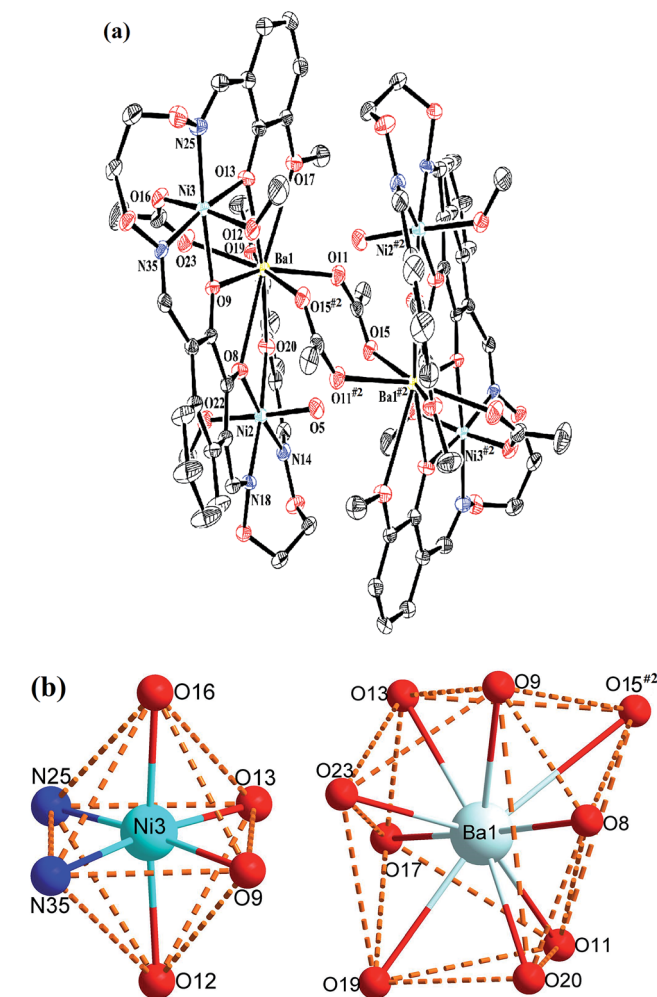 (a)
N25
O13
O17
O16
Ni3
O12
O19
Ba1
O11
Ni2#2
N35
O23
O9
O15#2
O15
O8
O20
O11#2
Ba1#2
O22
Ni2
O5
Ni3#2
N14
N18
(b)
O16
O13
O9
O15#2
N25
O13
O23
Ni3
Ba1
O8
N35
O9
O17
O11
O12
O19
O20